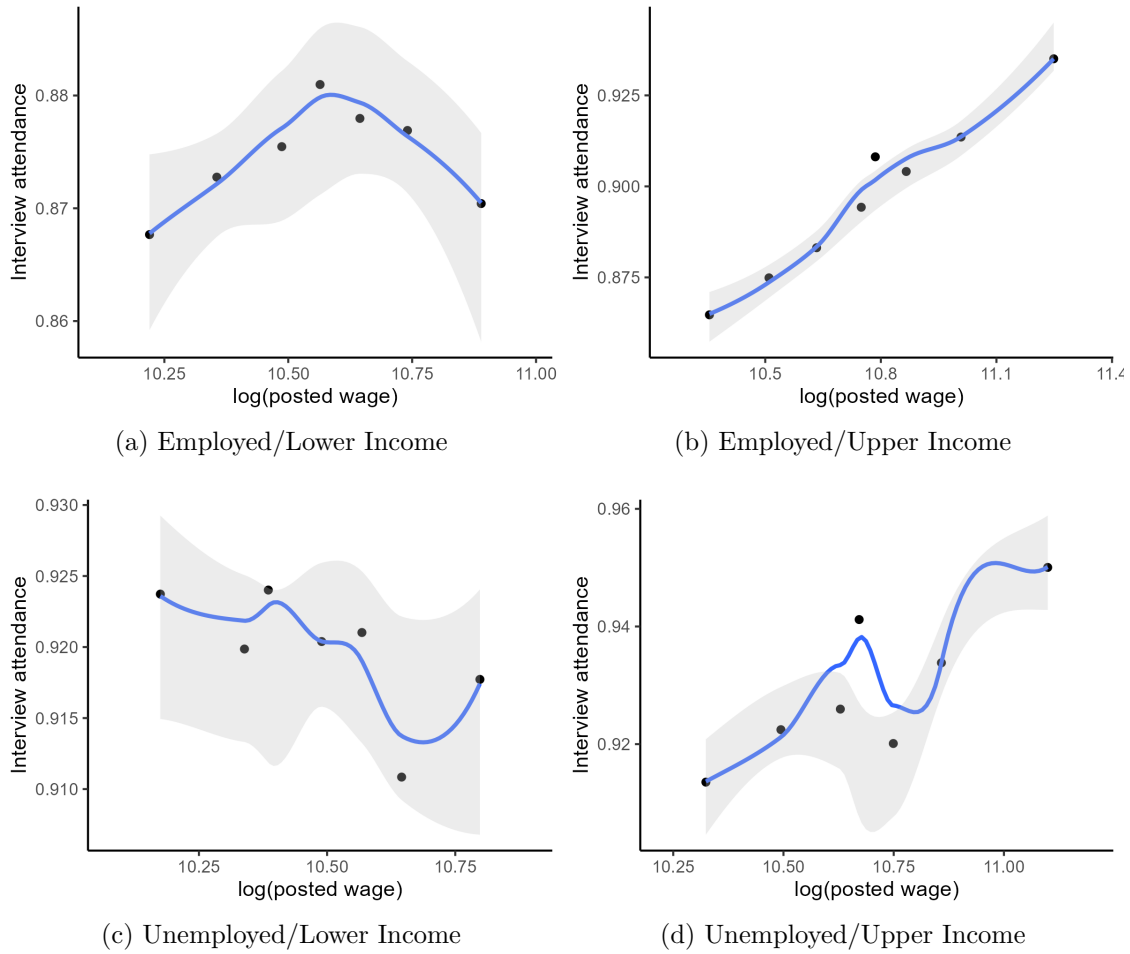 Interview attendance
0.88
0.87
0.86
10.25 10.50 10.75 11.00
log(posted wage)
(a) Employed/Lower Income
Interview attendance
0.925
0.900
0.875
10.5 10.8 11.1 11.4
log(posted wage)
(b) Employed/Upper Income
Interview attendance
0.930
0.925
0.920
0.915
0.910
10.25 10.50 10.75
log(posted wage)
(c) Unemployed/Lower Income
Interview attendance
0.96
0.94
0.92
10.25 10.50 10.75 11.00
log(posted wage)
(d) Unemployed/Upper Income